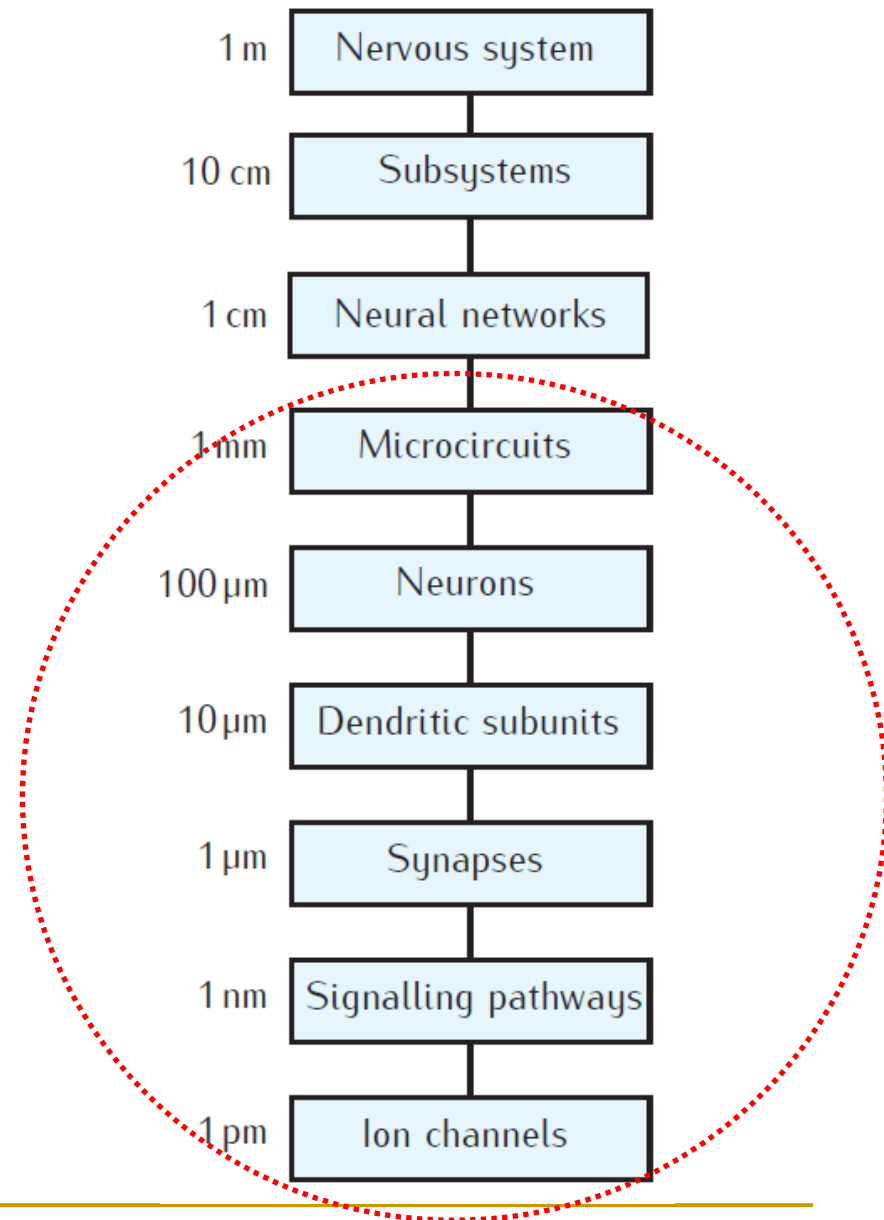 1 m Nervous system
10 cm Subsystems
1 cm Neural networks
1 mm Microcircuits
100 µm Neurons
10 µm Dendritic subunits
1 µm Synapses
1 nm Signalling pathways
1 pm Ion channels